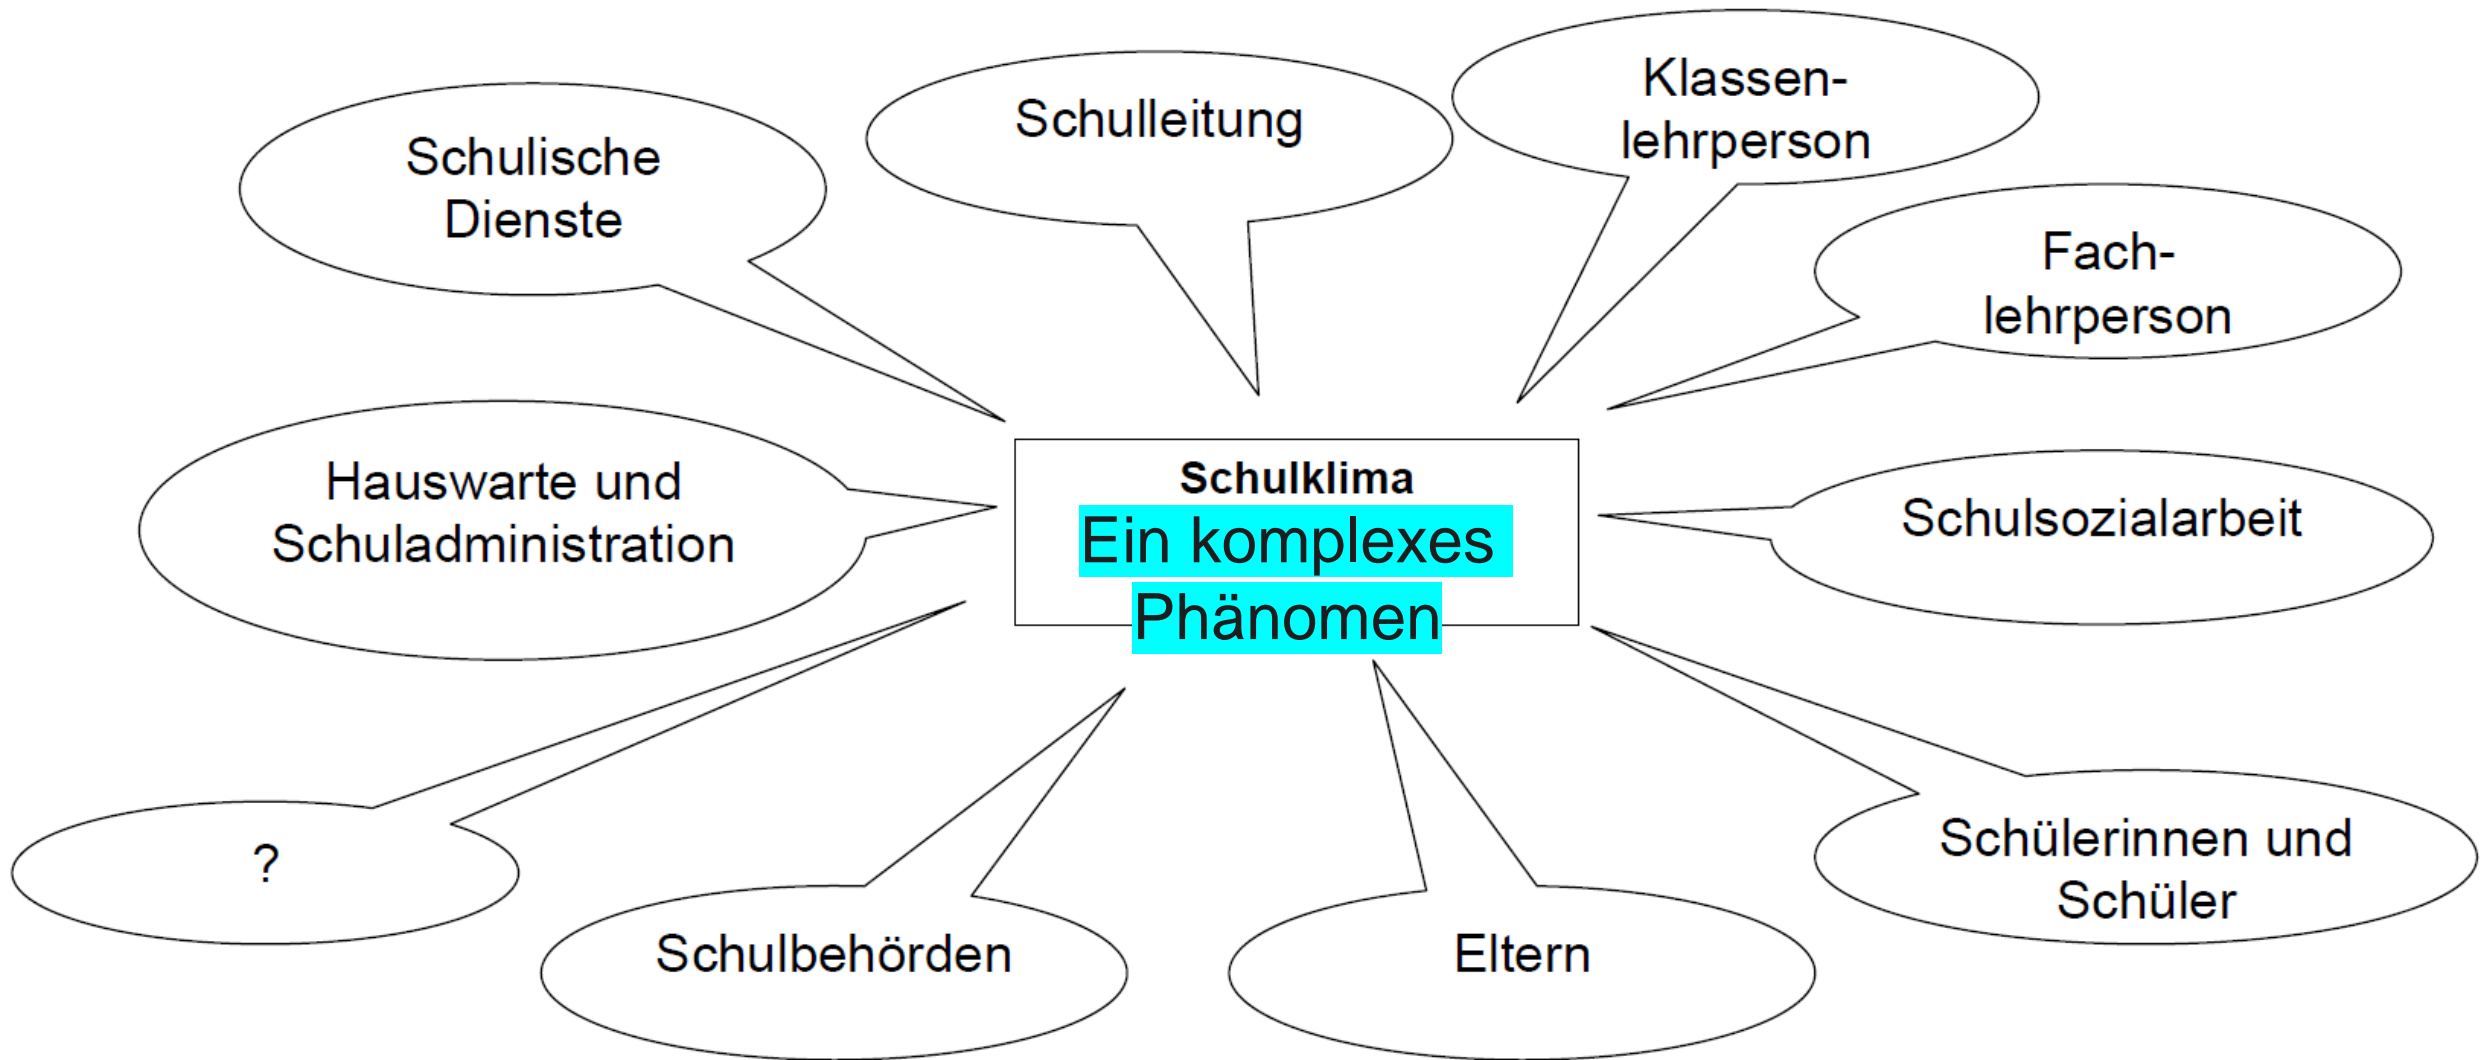 Schulische
Dienste
Schulleitung
Klassen-
lehrperson
Fach-
lehrperson
Hauswarte und
Schuladministration
Schulklima
Ein komplexes
Phänomen
Schulsozialarbeit
?
Schulbehörden
Eltern
Schülerinnen und
Schüler